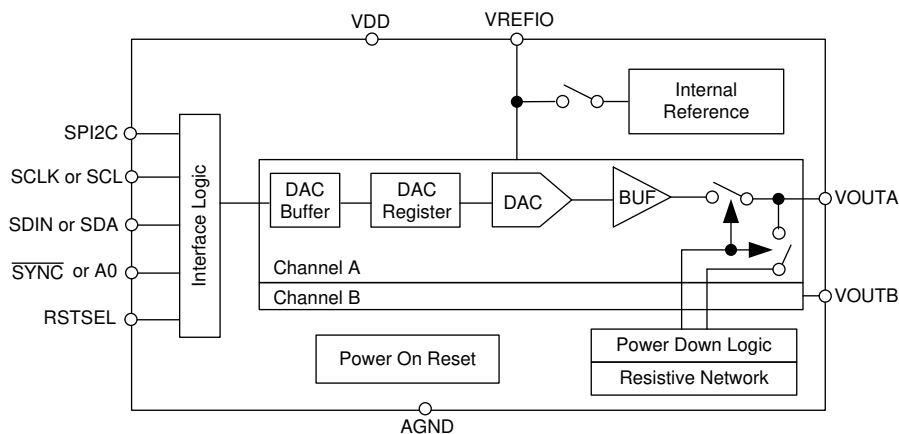 VDD
VREFIO
Internal
Reference
SPI2C
SCLK or SCL
SDIN or SDA
SYNC or A0
RSTSEL
Interface Logic
DAC
Buffer
DAC
Register
DAC
BUF
VOUTA
Channel A
Channel B
VOUTB
Power On Reset
Power Down Logic
Resistive Network
AGND